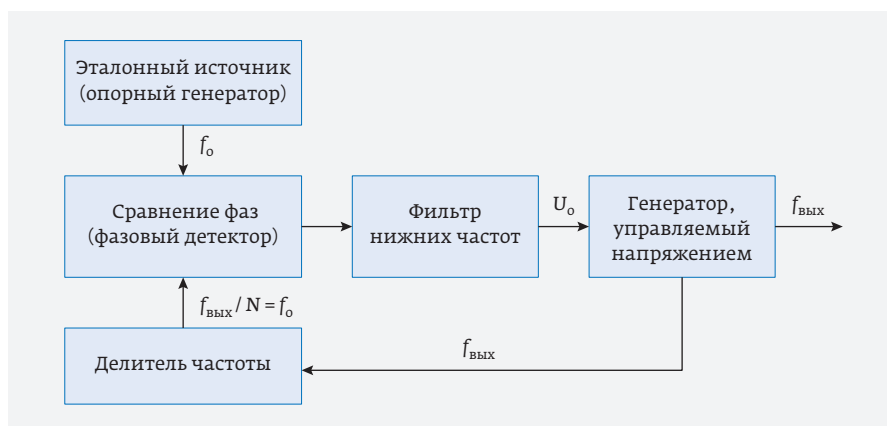 Эталонный источник
(опорный генератор)
fо
Сравнение фаз
(фазовый детектор)
Фильтр
нижних частот
Uо
Генератор,
управляемый
напряжением
fвых
fвых / N = fо
Делитель частоты
fвых